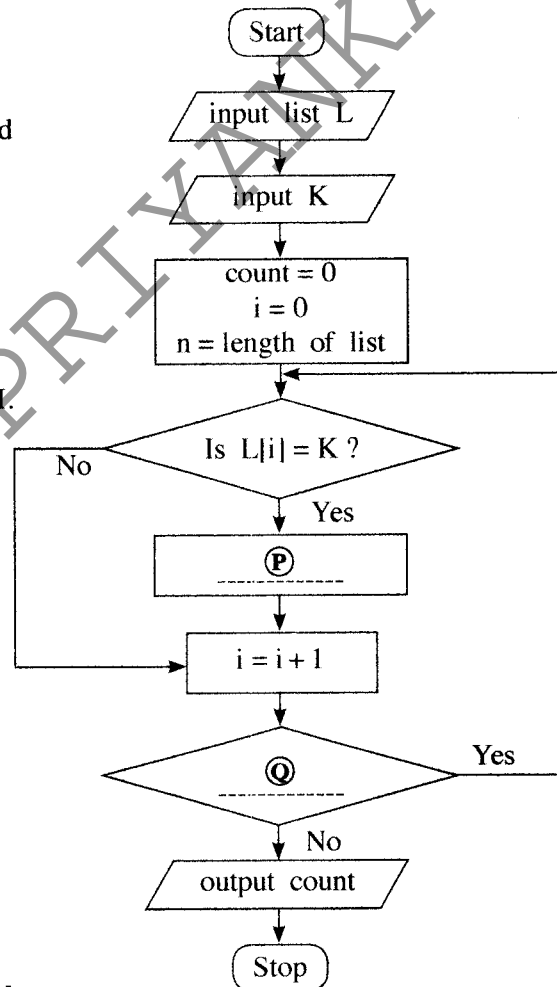 Start
input list L
d
input K
count = 0
i = 0
n = length of list
I.
Is L[i] = K ?
No
Yes
P
i = i + 1
Q
Yes
No
output count
Stop
PRIYANKA